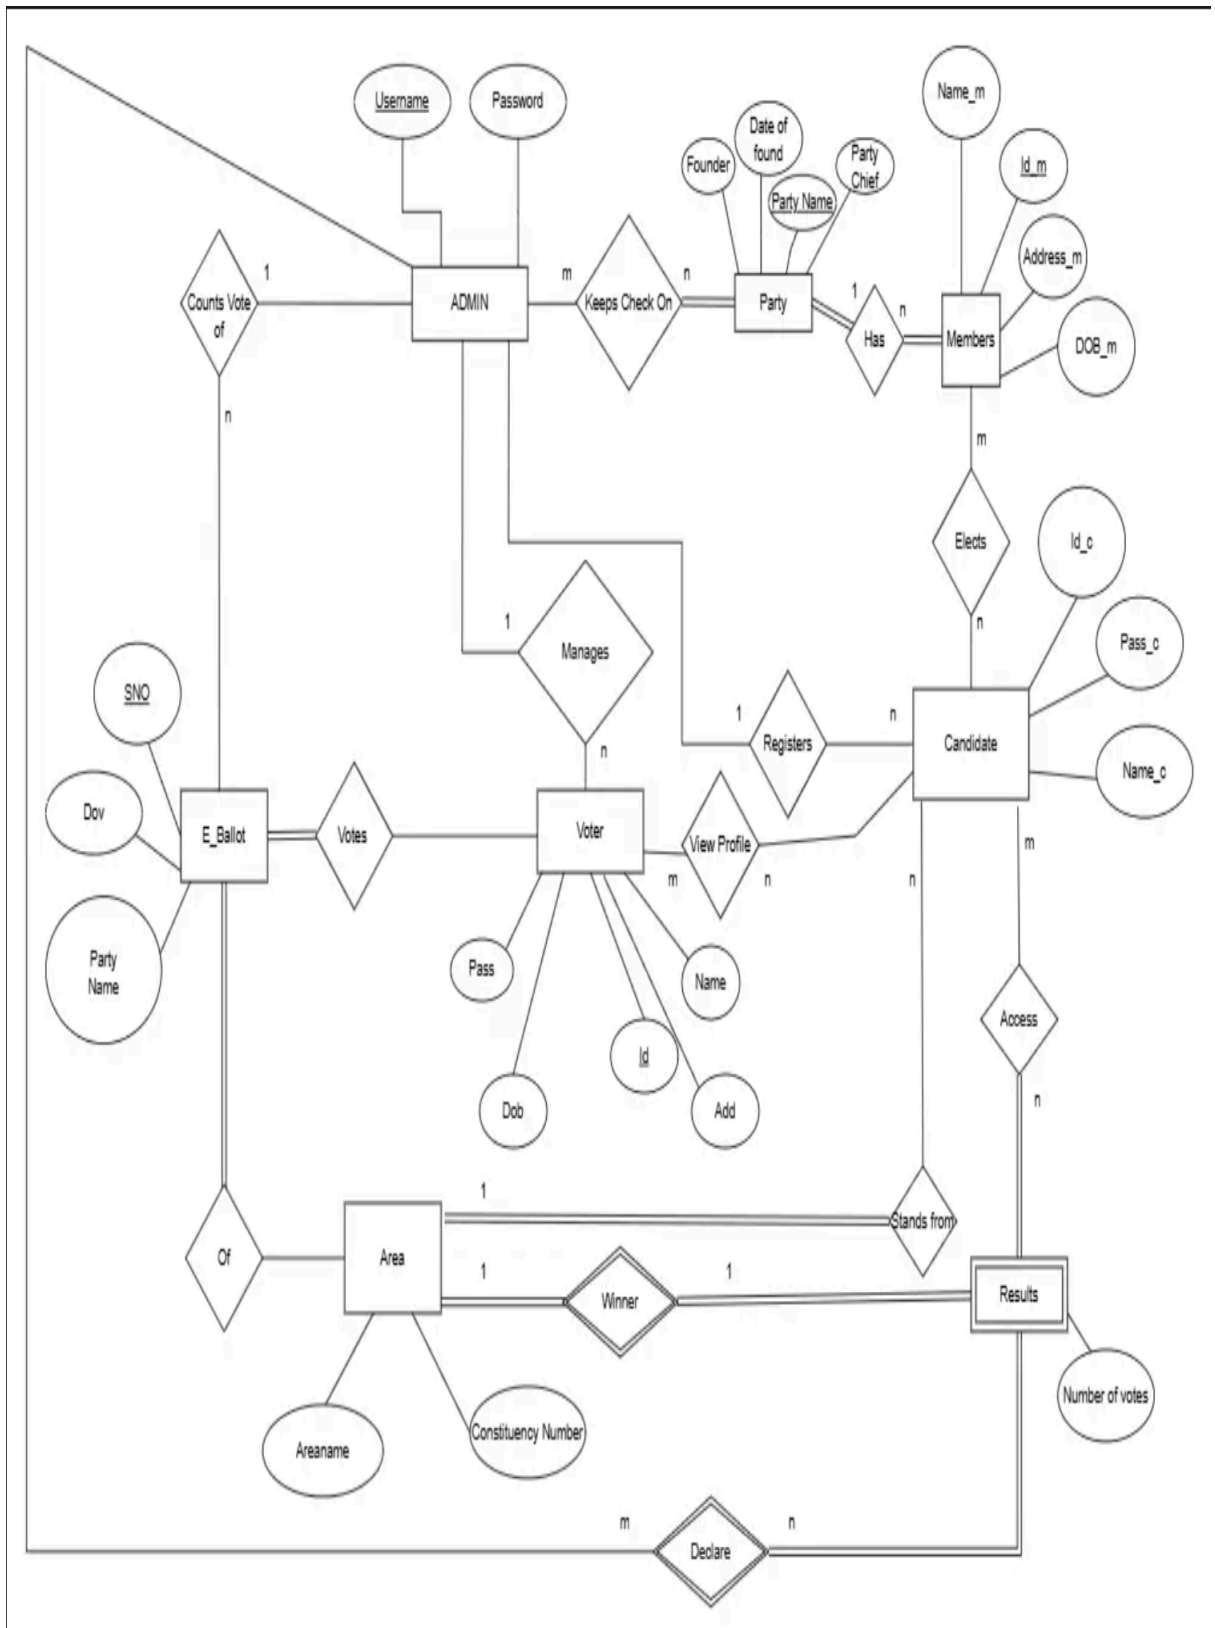 Name_m
Username
Password
Date of
found
Founder
Party
Chief
Id_m
Party Name
Address_m
Counts Vote
of
1
ADMIN
m
Keeps Check On
n
Party
1
Has
n
Members
DOB_m
n
m
Elects
Id_c
n
1
Manages
Pass_c
SNO
n
1
Registers
n
Candidate
Name_c
Dov
E_Ballot
Votes
Voter
m
View Profile
n
n
m
Party
Name
Pass
Name
Access
Id
Dob
Add
n
1
Stands from
Of
Area
1
Winner
1
Results
Number of votes
Areaname
Constituency Number
m
Declare
n